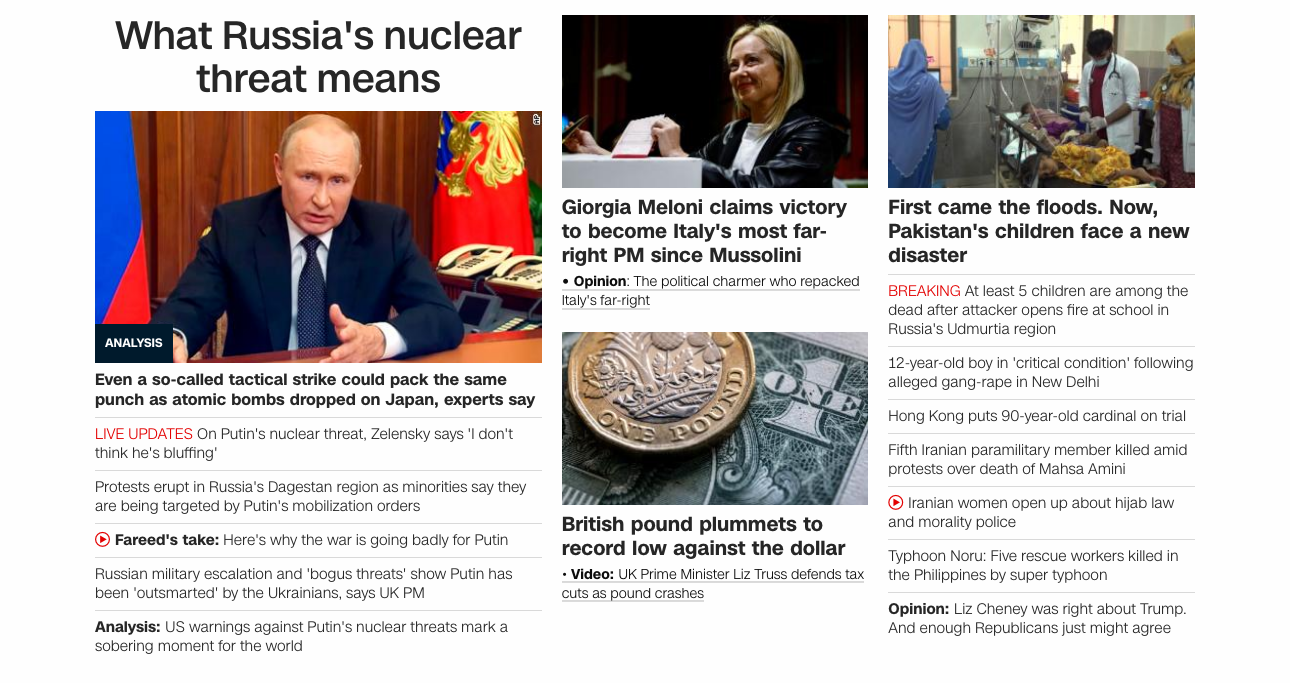 What Russia's nuclear
threat means
AP
ANALYSIS
Even a so-called tactical strike could pack the same
punch as atomic bombs dropped on Japan, experts say
LIVE UPDATES On Putin's nuclear threat, Zelensky says 'I don't
think he's bluffing'
Protests erupt in Russia's Dagestan region as minorities say they
are being targeted by Putin's mobilization orders
Fareed's take: Here's why the war is going badly for Putin
Russian military escalation and 'bogus threats' show Putin has
been 'outsmarted' by the Ukrainians, says UK PM
Analysis: US warnings against Putin's nuclear threats mark a
sobering moment for the world
Giorgia Meloni claims victory
to become Italy's most far-
right PM since Mussolini
• Opinion: The political charmer who repacked
Italy's far-right
ONE POUND
ONE
1
British pound plummets to
record low against the dollar
• Video: UK Prime Minister Liz Truss defends tax
cuts as pound crashes
First came the floods. Now,
Pakistan's children face a new
disaster
BREAKING At least 5 children are among the
dead after attacker opens fire at school in
Russia's Udmurtia region
12-year-old boy in 'critical condition' following
alleged gang-rape in New Delhi
Hong Kong puts 90-year-old cardinal on trial
Fifth Iranian paramilitary member killed amid
protests over death of Mahsa Amini
Iranian women open up about hijab law
and morality police
Typhoon Noru: Five rescue workers killed in
the Philippines by super typhoon
Opinion: Liz Cheney was right about Trump.
And enough Republicans just might agree